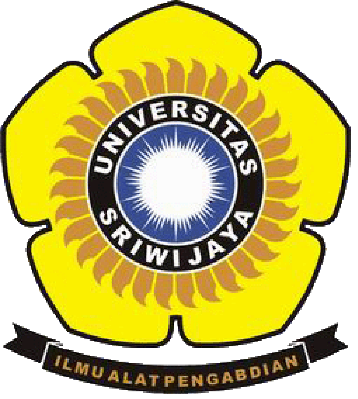 UNIVERSITAS
SRIWIJAYA
ILMU ALAT PENGABDIAN